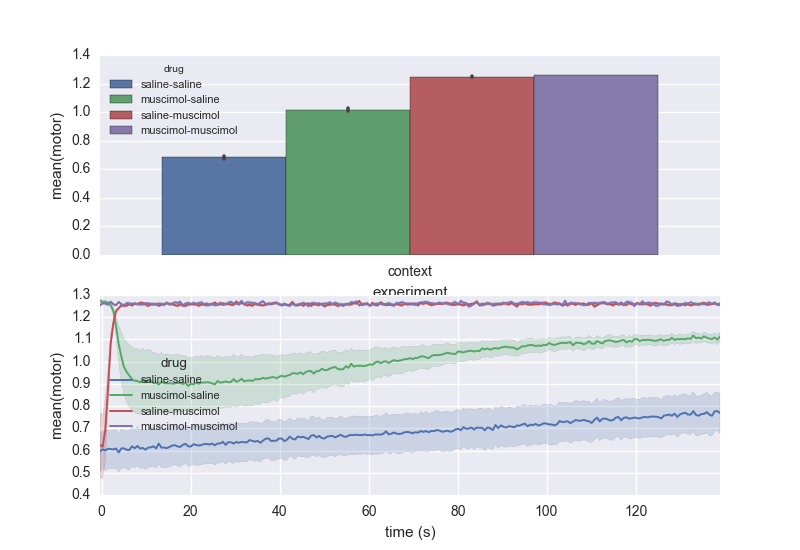 1.4
1.2
1.0
0.8
0.6
0.4
0.2
0.0
mean(motor)
drug
saline-saline
muscimol-saline
saline-muscimol
muscimol-muscimol
context
experiment
1.3
1.2
1.1
1.0
0.9
0.8
0.7
0.6
0.5
0.4
mean(motor)
drug
saline-saline
muscimol-saline
saline-muscimol
muscimol-muscimol
0 20 40 60 80 100 120
time (s)